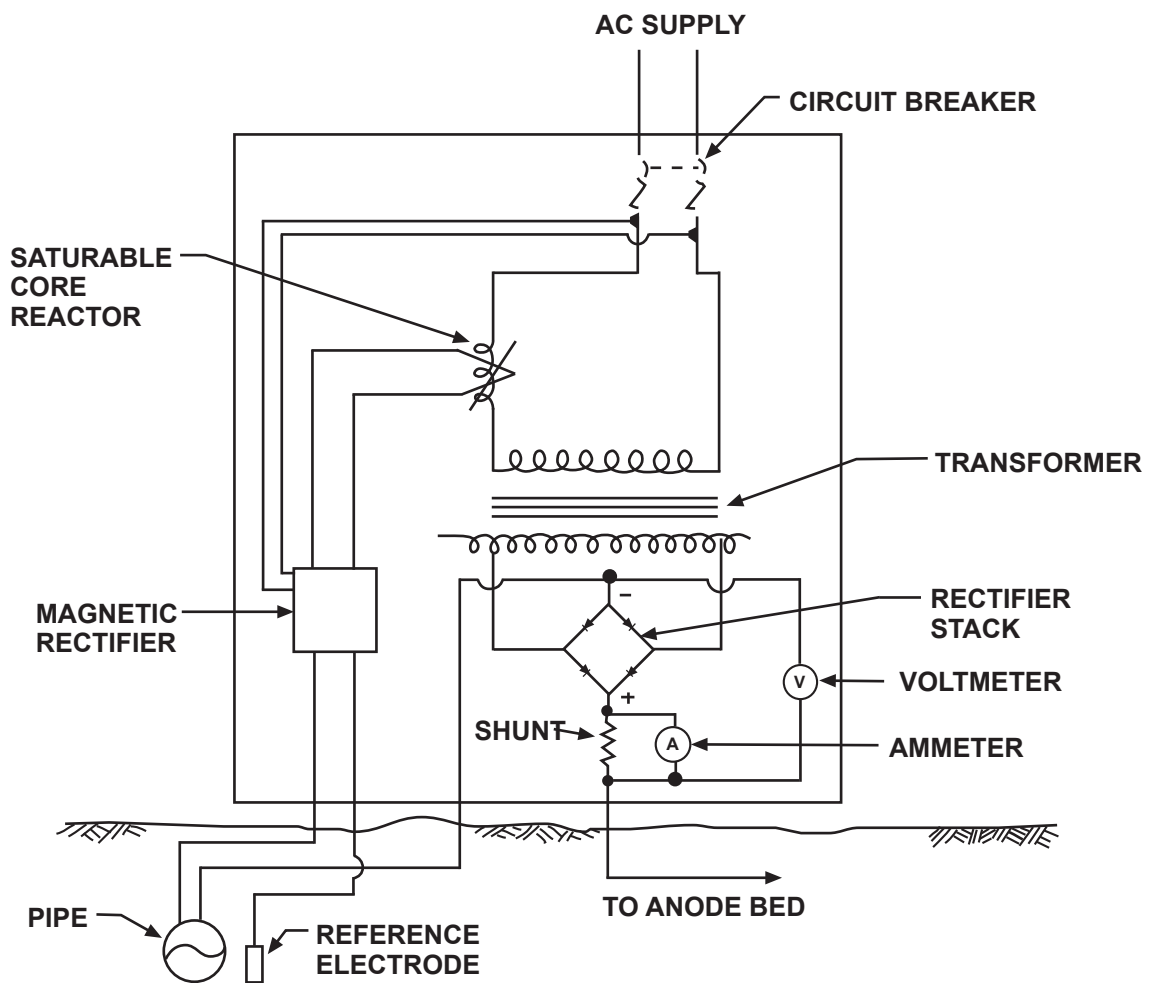 AC SUPPLY
CIRCUIT BREAKER
SATURABLE
CORE
REACTOR
TRANSFORMER
MAGNETIC
RECTIFIER
−
RECTIFIER
STACK
V
VOLTMETER
+
SHUNT
A
AMMETER
TO ANODE BED
PIPE
REFERENCE
ELECTRODE